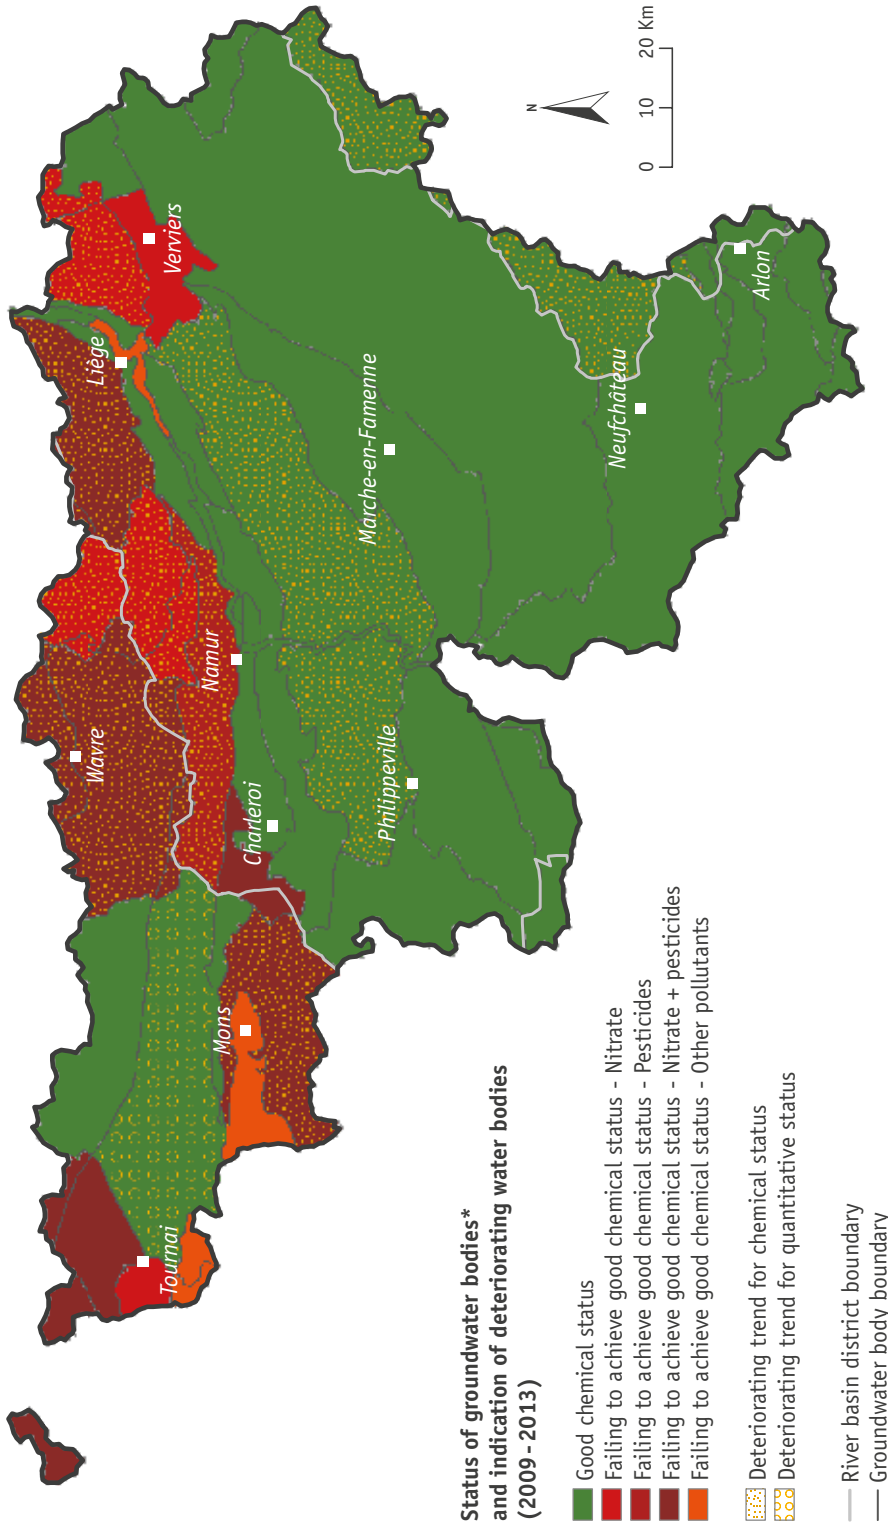 Status of groundwater bodies*
and indication of deteriorating water bodies
(2009-2013)
Good chemical status
Failing to achieve good chemical status - Nitrate
Failing to achieve good chemical status - Pesticides
Failing to achieve good chemical status - Nitrate + pesticides
Failing to achieve good chemical status - Other pollutants
Deteriorating trend for chemical status
Deteriorating trend for quantitative status
River basin district boundary
Groundwater body boundary
Tournai
Mons
Wavre
Charleroi
Namur
Philippeville
Liège
Verviers
Marche-en-Famenne
Neufchâteau
Arlon
N
0 10 20 Km